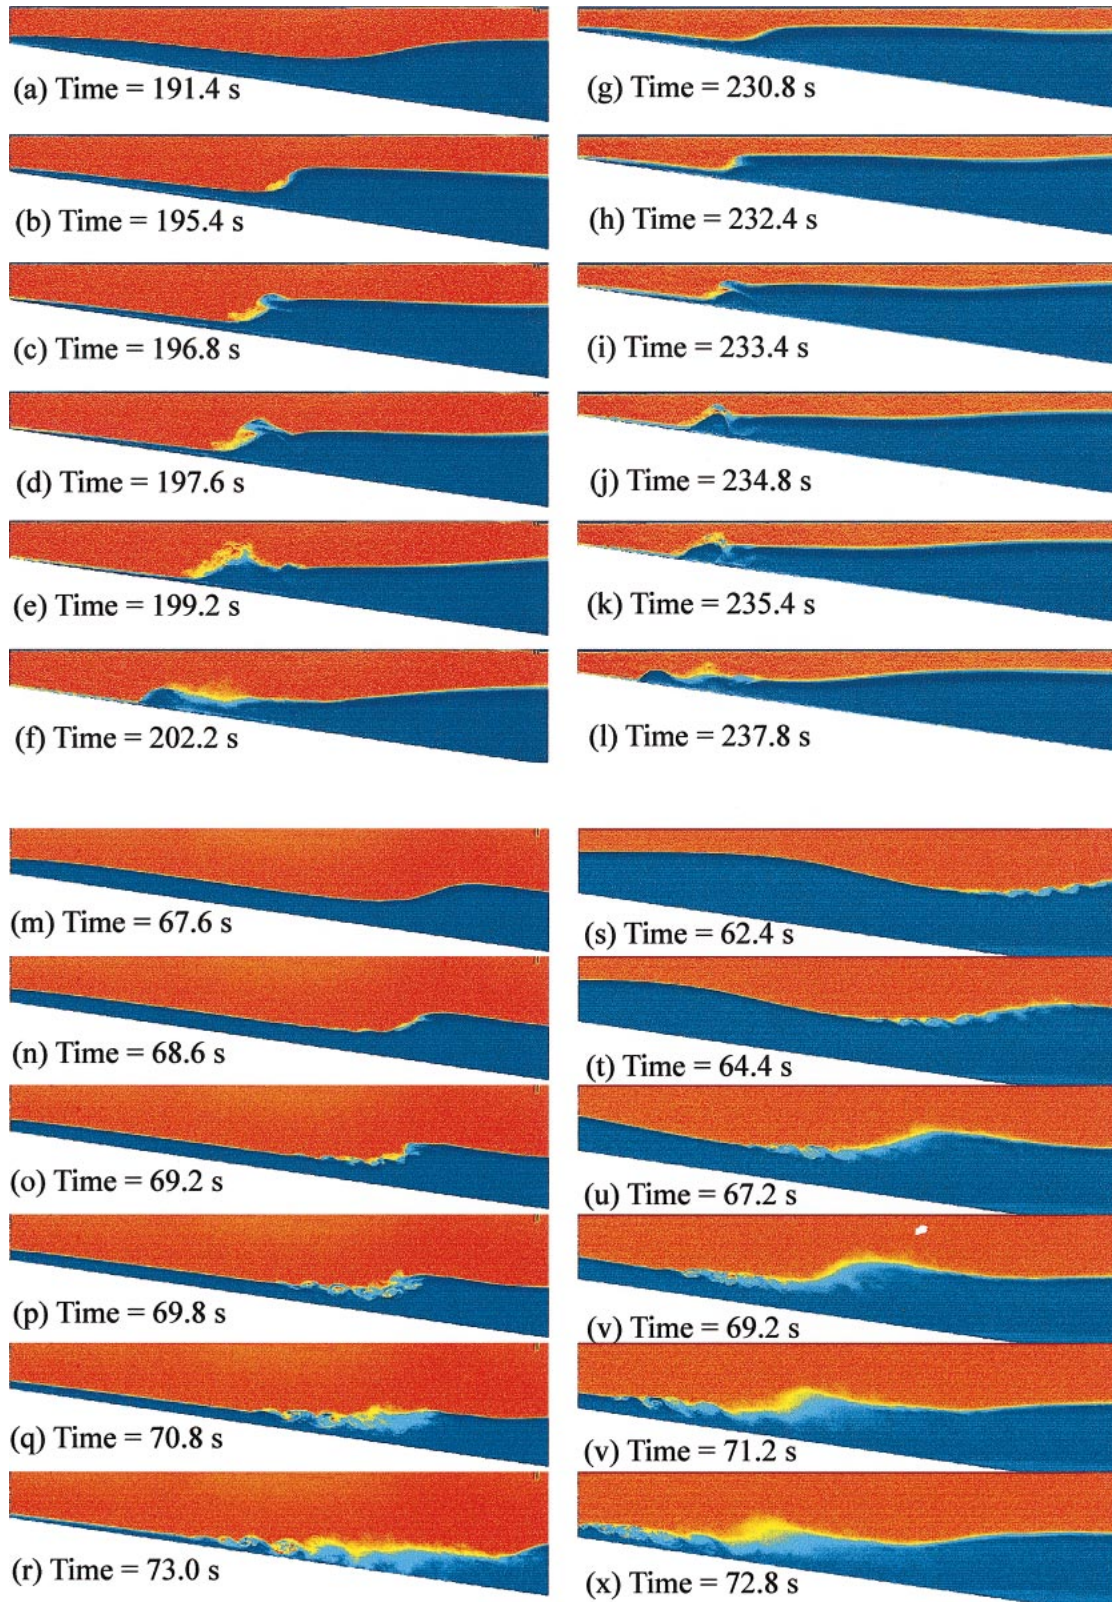 (a) Time = 191.4 s
(b) Time = 195.4 s
(c) Time = 196.8 s
(d) Time = 197.6 s
(e) Time = 199.2 s
(f) Time = 202.2 s
(g) Time = 230.8 s
(h) Time = 232.4 s
(i) Time = 233.4 s
(j) Time = 234.8 s
(k) Time = 235.4 s
(l) Time = 237.8 s
(m) Time = 67.6 s
(n) Time = 68.6 s
(o) Time = 69.2 s
(p) Time = 69.8 s
(q) Time = 70.8 s
(r) Time = 73.0 s
(s) Time = 62.4 s
(t) Time = 64.4 s
(u) Time = 67.2 s
(v) Time = 69.2 s
(v) Time = 71.2 s
(x) Time = 72.8 s